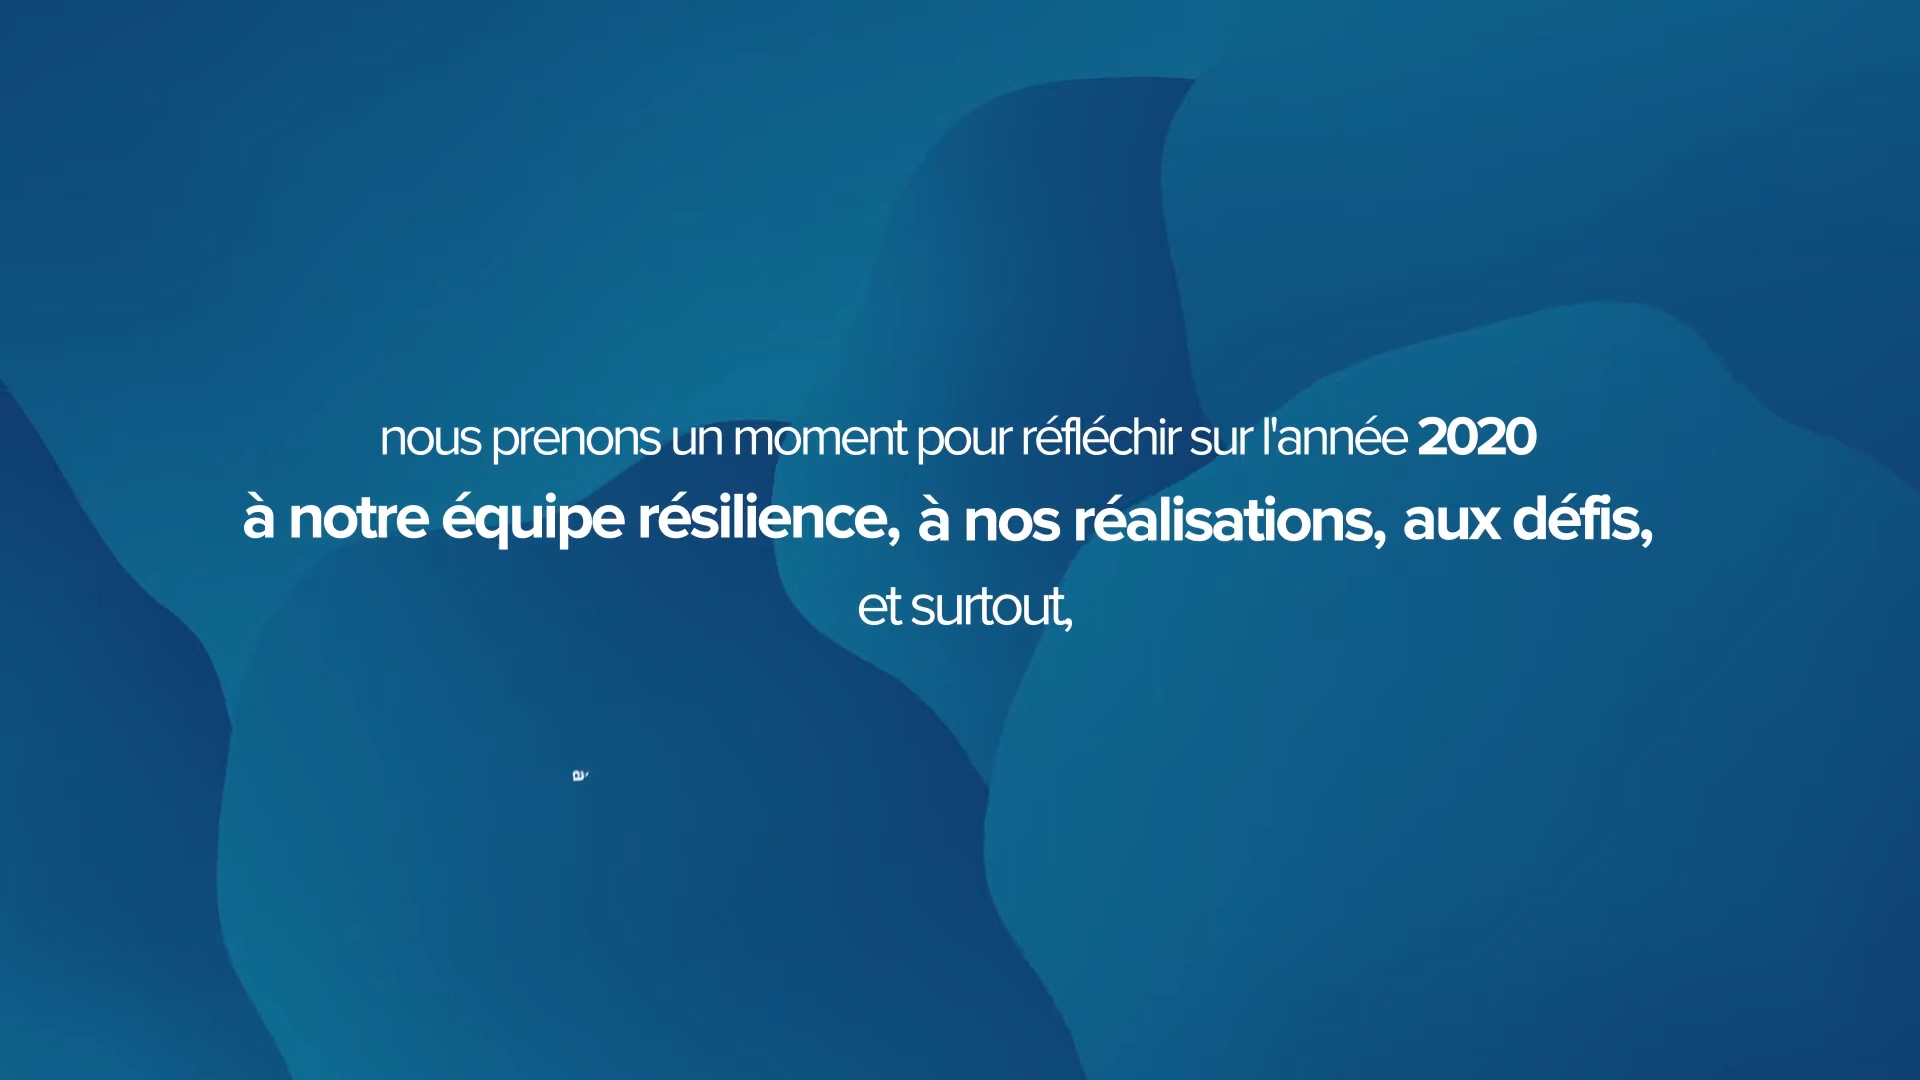 nous prenons un moment pour réfléchir sur l'année 2020
à notre équipe résilience, à nos réalisations, aux défis,
et surtout,